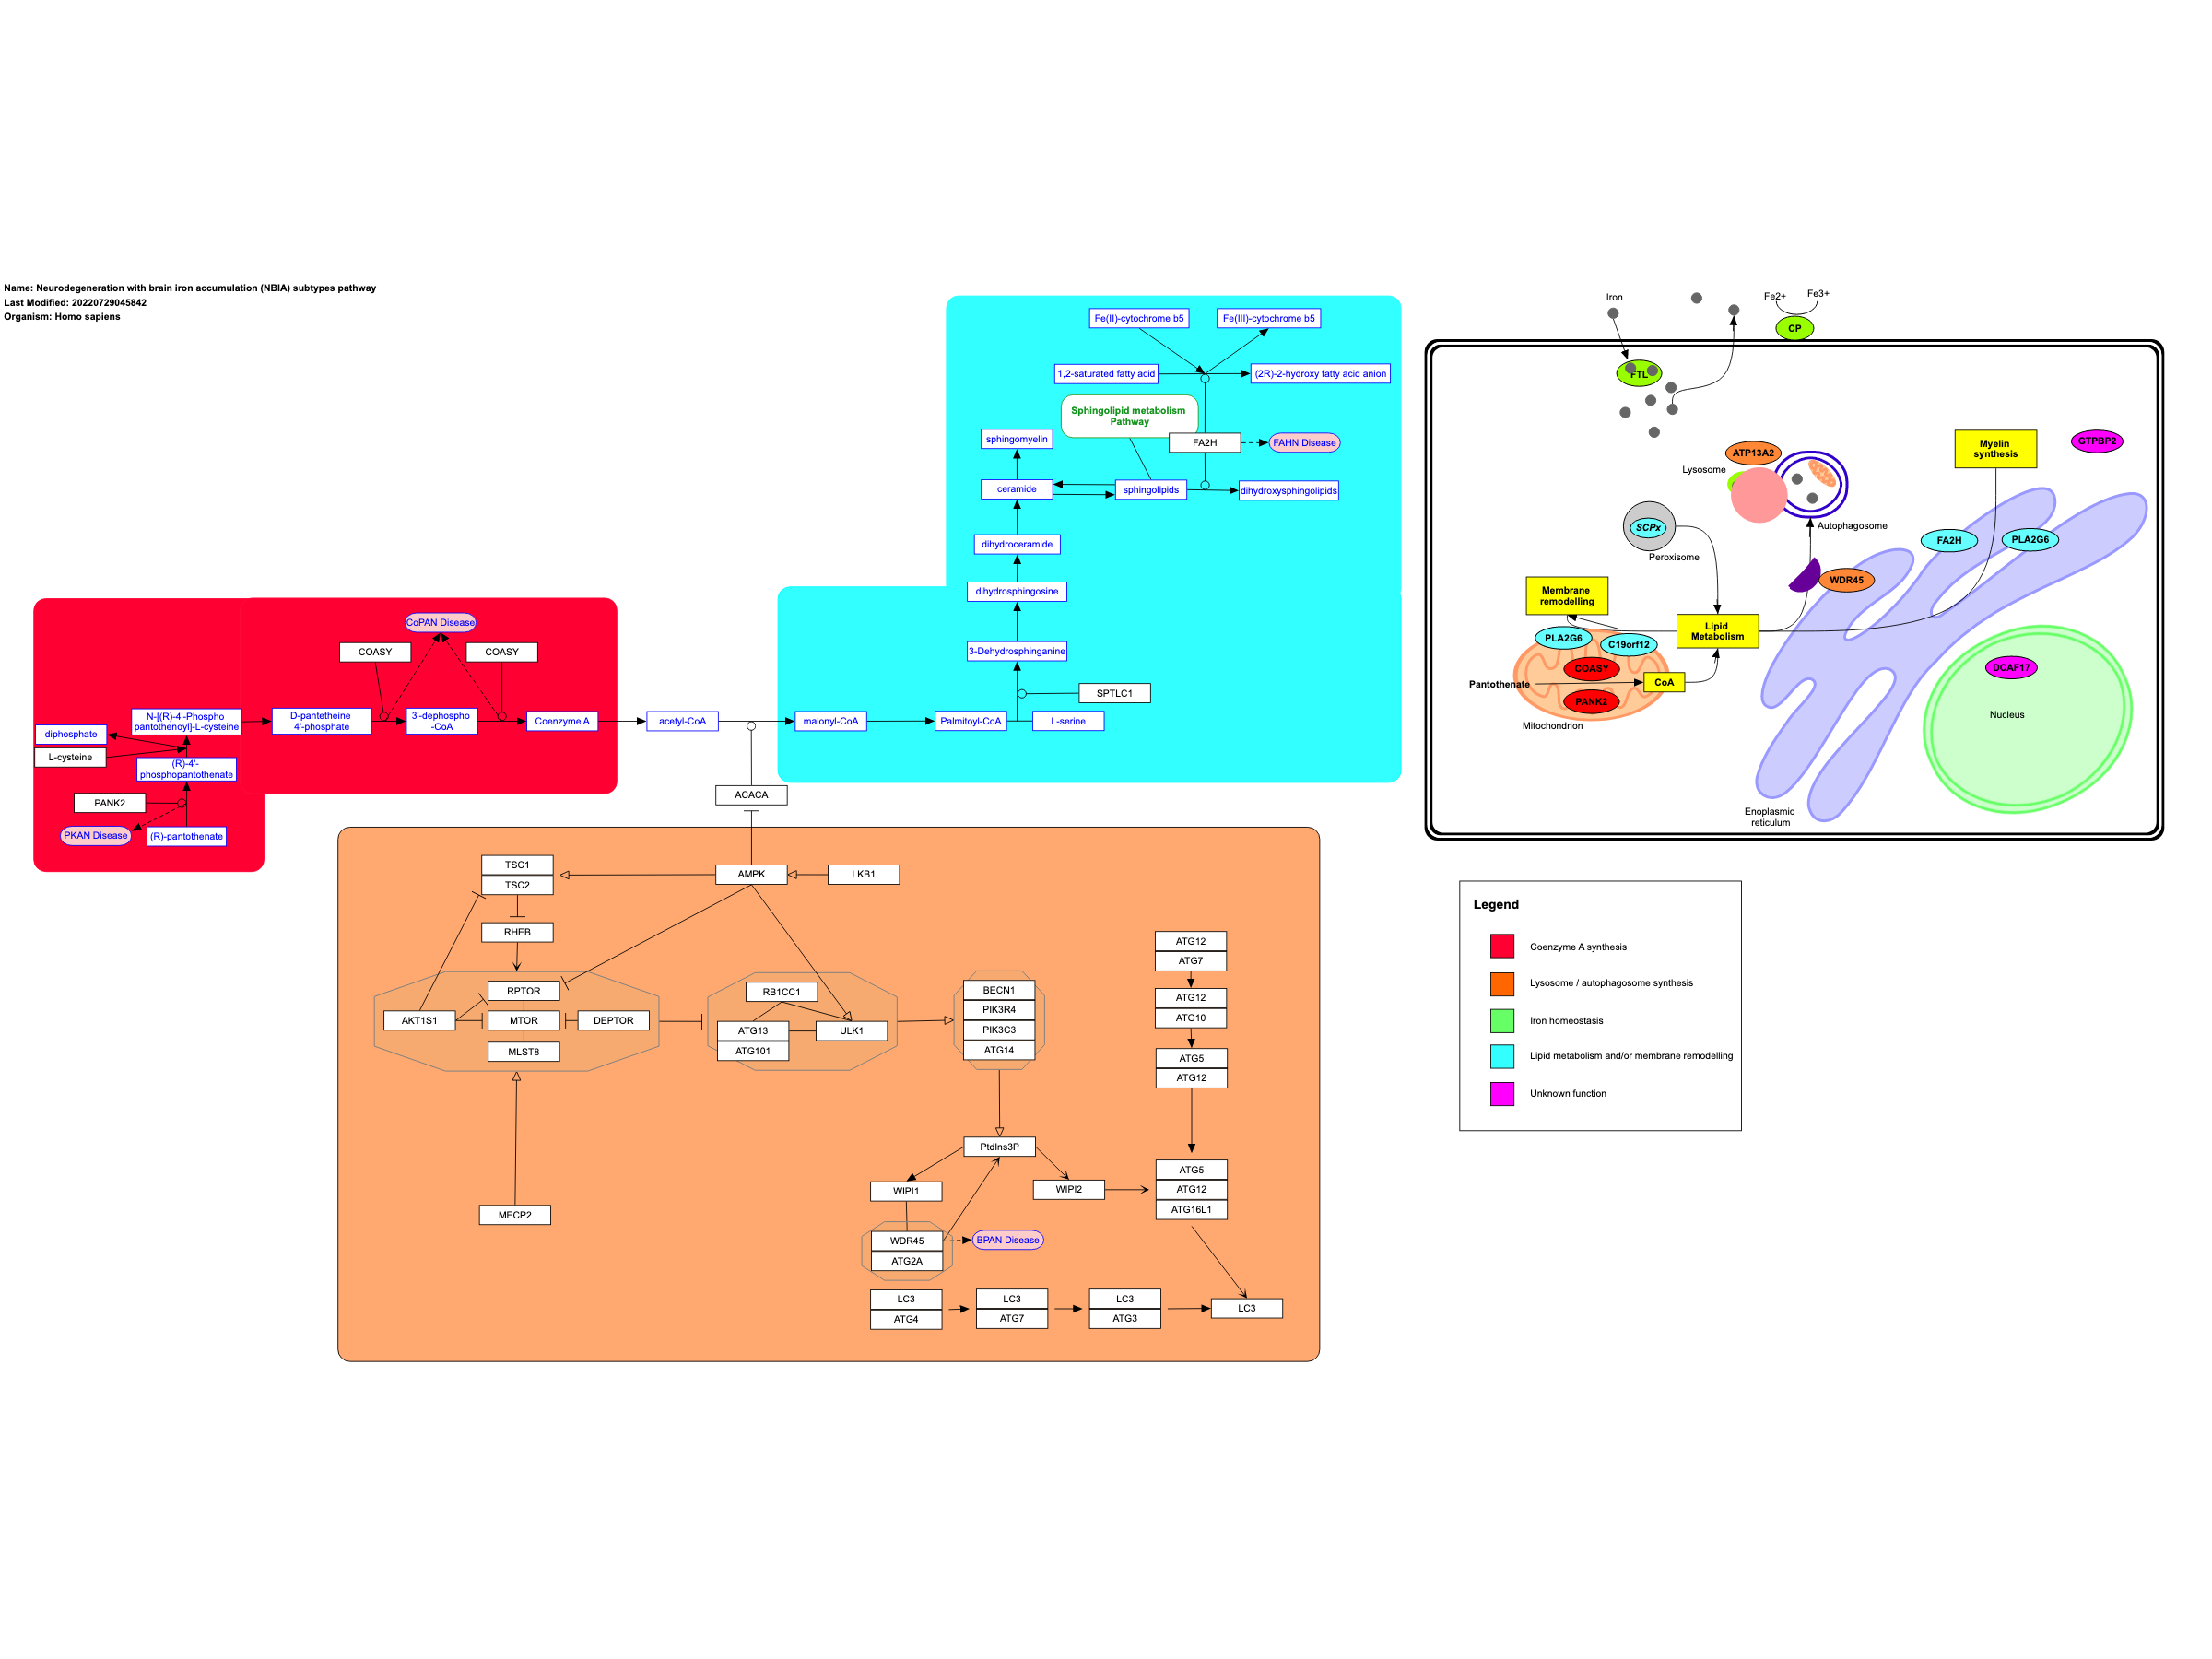 Name: Neurodegeneration with brain iron accumulation (NBIA) subtypes pathway
Last Modified: 20220729045842
Organism: Homo sapiens
CoPAN Disease
COASY
COASY
diphosphate
N-[(R)-4'-Phospho
pantothenoyl]-L-cysteine
D-pantetheine
4'-phosphate
3'-dephospho
-CoA
Coenzyme A
L-cysteine
(R)-4'-
phosphopantothenate
PANK2
PKAN Disease
(R)-pantothenate
acetyl-CoA
malonyl-CoA
Palmitoyl-CoA
L-serine
SPTLC1
3-Dehydrosphinganine
dihydrosphingosine
dihydroceramide
ceramide
sphingolipids
dihydroxysphingolipids
sphingomyelin
FA2H
FAHN Disease
Sphingolipid metabolism
Pathway
1,2-saturated fatty acid
(2R)-2-hydroxy fatty acid anion
Fe(II)-cytochrome b5
Fe(III)-cytochrome b5
ACACA
TSC1
TSC2
AMPK
LKB1
RHEB
RPTOR
AKT1S1
MTOR
DEPTOR
MLST8
RB1CC1
ATG13
ULK1
ATG101
BECN1
PIK3R4
PIK3C3
ATG14
ATG12
ATG7
ATG12
ATG10
ATG5
ATG12
PtdIns3P
WIPI1
WIPI2
ATG5
ATG12
ATG16L1
MECP2
WDR45
ATG2A
BPAN Disease
LC3
ATG4
LC3
ATG7
LC3
ATG3
LC3
Iron
Fe2+
Fe3+
CP
FTL
ATP13A2
Lysosome
Autophagosome
Myelin
synthesis
GTPBP2
SCPx
Peroxisome
FA2H
PLA2G6
WDR45
Membrane
remodelling
Lipid
Metabolism
PLA2G6
C19orf12
COASY
Pantothenate
CoA
PANK2
Mitochondrion
DCAF17
Nucleus
Enoplasmic
reticulum
Legend
Coenzyme A synthesis
Lysosome / autophagosome synthesis
Iron homeostasis
Lipid metabolism and/or membrane remodelling
Unknown function